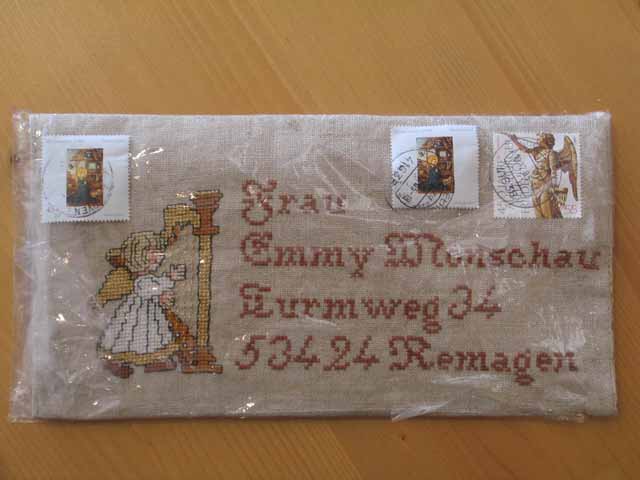 Frau
Emmy Monschau
Turmweg 34
53424 Remagen